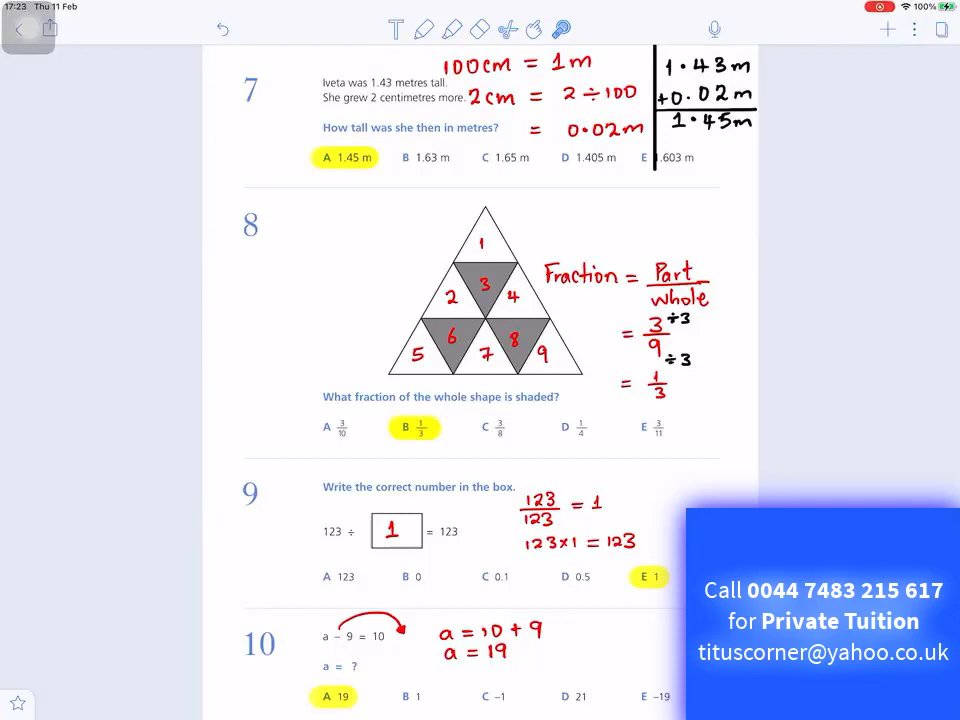 17:23 Thu 11 Feb
100%
7
Iveta was 1.43 metres tall.
She grew 2 centimetres more.
How tall was she then in metres?
100cm = 1m
2cm = 2 ÷ 100
= 0.02m
1.43m
+0.02m
1.45m
A 1.45 m B 1.63 m C 1.65 m D 1.405 m E 1.603 m
8
1
2 3 4
5 6 7 8 9
Fraction = Part
whole
= 3 ÷3
9 ÷3
= 1
3
What fraction of the whole shape is shaded?
A 3/10 B 1/3 C 3/8 D 1/4 E 3/11
9
Write the correct number in the box.
123 ÷ 1 = 123
123 = 1
123
123×1 = 123
A 123 B 0 C 0.1 D 0.5 E 1
10
a − 9 = 10
a = ?
a = 10 + 9
a = 19
A 19 B 1 C −1 D 21 E −19
Call 0044 7483 215 617
for Private Tuition
tituscorner@yahoo.co.uk